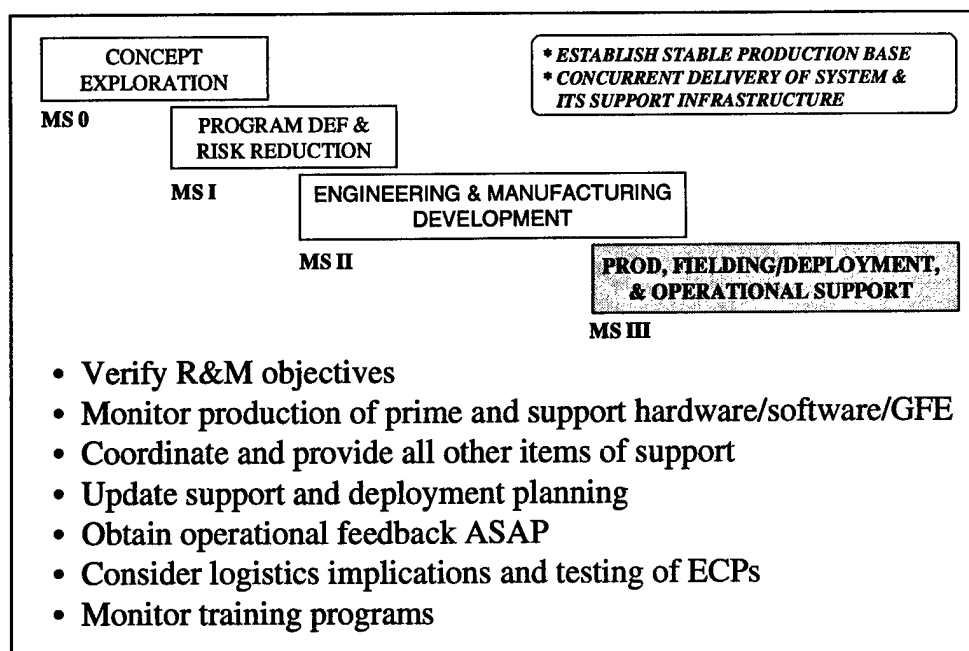 CONCEPT
EXPLORATION
* ESTABLISH STABLE PRODUCTION BASE
* CONCURRENT DELIVERY OF SYSTEM &
ITS SUPPORT INFRASTRUCTURE
MS 0
PROGRAM DEF &
RISK REDUCTION
MS I
ENGINEERING & MANUFACTURING
DEVELOPMENT
MS II
PROD, FIELDING/DEPLOYMENT,
& OPERATIONAL SUPPORT
MS III
• Verify R&M objectives
• Monitor production of prime and support hardware/software/GFE
• Coordinate and provide all other items of support
• Update support and deployment planning
• Obtain operational feedback ASAP
• Consider logistics implications and testing of ECPs
• Monitor training programs